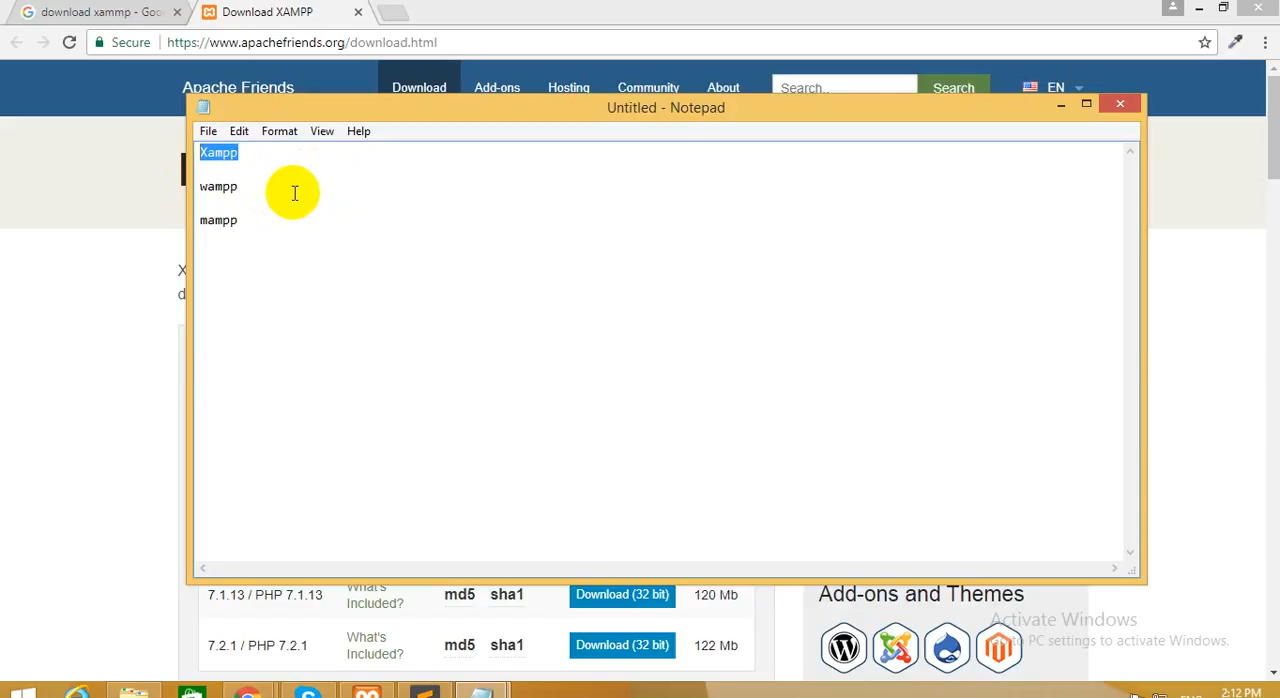 download xammp - Goo
Download XAMPP
Secure
https://www.apachefriends.org/download.html
Apache Friends
Download
Add-ons
Hosting
Community
About
Search..
Search
EN
Untitled - Notepad
File Edit Format View Help
Xampp
wampp
mampp
X
d
7.1.13 / PHP 7.1.13
What's
Included?
md5 sha1
Download (32 bit)
120 Mb
7.2.1 / PHP 7.2.1
What's
Included?
md5 sha1
Download (32 bit)
122 Mb
Add-ons and Themes
Activate Windows
to PC settings to activate Windows.
2:12 PM